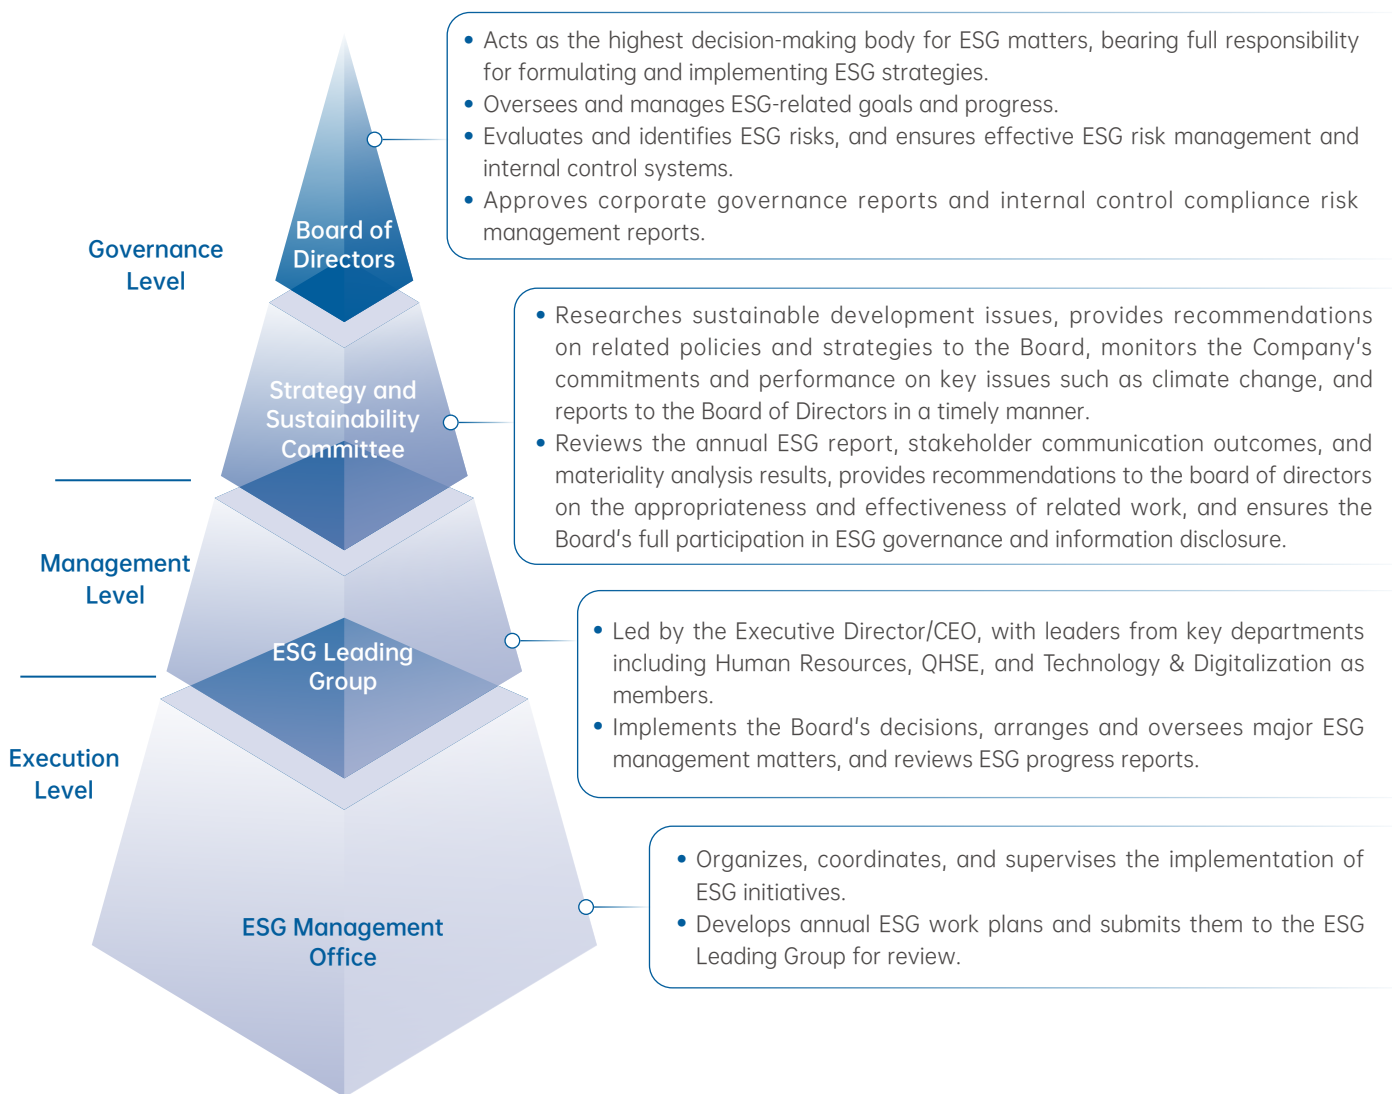 Governance
Level
Board of
Directors
• Acts as the highest decision-making body for ESG matters, bearing full responsibility
for formulating and implementing ESG strategies.
• Oversees and manages ESG-related goals and progress.
• Evaluates and identifies ESG risks, and ensures effective ESG risk management and
internal control systems.
• Approves corporate governance reports and internal control compliance risk
management reports.
Strategy and
Sustainability
Committee
• Researches sustainable development issues, provides recommendations
on related policies and strategies to the Board, monitors the Company's
commitments and performance on key issues such as climate change, and
reports to the Board of Directors in a timely manner.
• Reviews the annual ESG report, stakeholder communication outcomes, and
materiality analysis results, provides recommendations to the board of directors
on the appropriateness and effectiveness of related work, and ensures the
Board's full participation in ESG governance and information disclosure.
Management
Level
ESG Leading
Group
• Led by the Executive Director/CEO, with leaders from key departments
including Human Resources, QHSE, and Technology & Digitalization as
members.
• Implements the Board's decisions, arranges and oversees major ESG
management matters, and reviews ESG progress reports.
Execution
Level
ESG Management
Office
• Organizes, coordinates, and supervises the implementation of
ESG initiatives.
• Develops annual ESG work plans and submits them to the ESG
Leading Group for review.